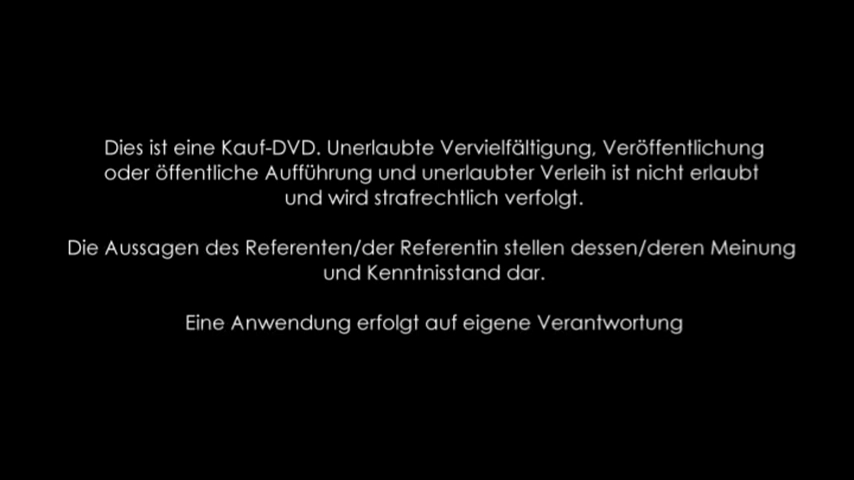 Dies ist eine Kauf-DVD. Unerlaubte Vervielfältigung, Veröffentlichung
oder öffentliche Aufführung und unerlaubter Verleih ist nicht erlaubt
und wird strafrechtlich verfolgt.
Die Aussagen des Referenten/der Referentin stellen dessen/deren Meinung
und Kenntnisstand dar.
Eine Anwendung erfolgt auf eigene Verantwortung